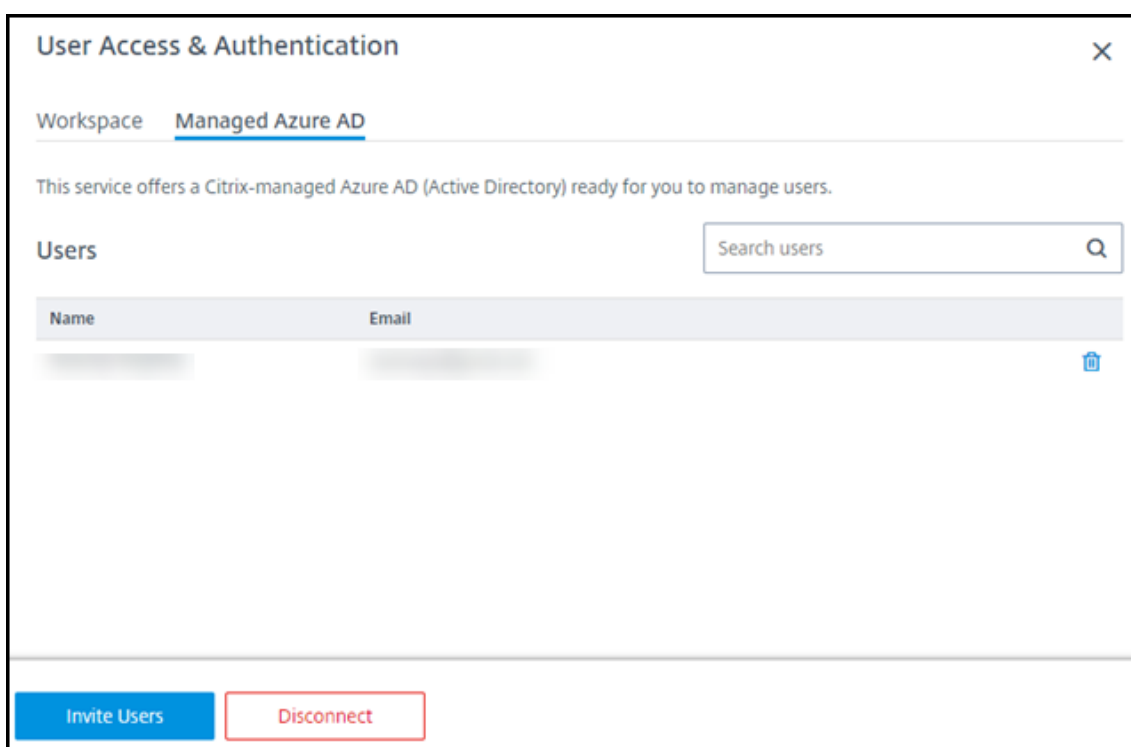 User Access & Authentication
Workspace Managed Azure AD
This service offers a Citrix-managed Azure AD (Active Directory) ready for you to manage users.
Users
Search users
Name Email
Invite Users Disconnect